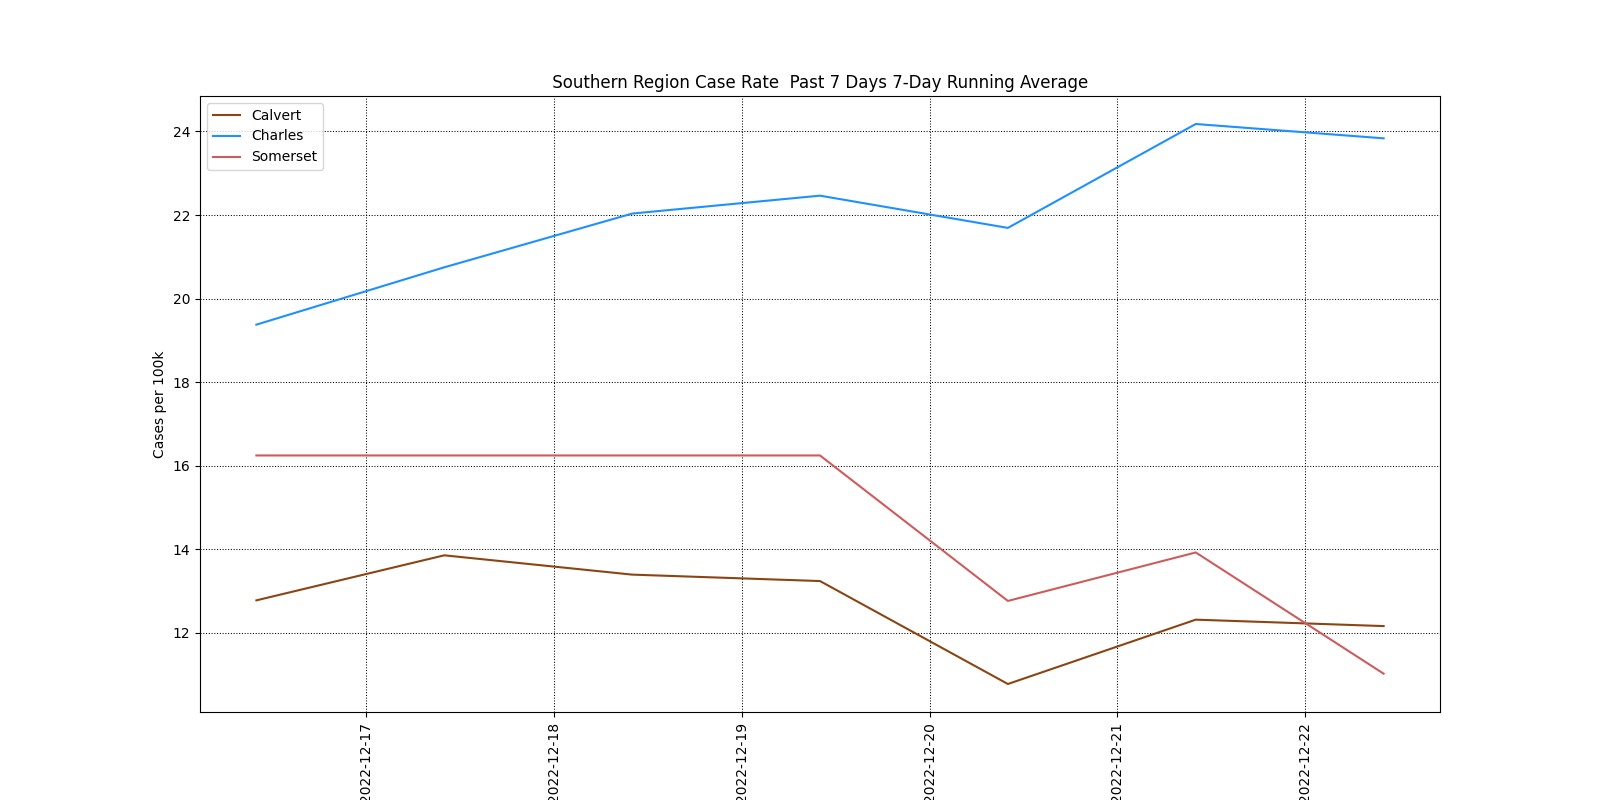 Southern Region Case Rate  Past 7 Days 7-Day Running Average
Calvert
Charles
Somerset
24
22
20
18
16
14
12
Cases per 100k
2022-12-17
2022-12-18
2022-12-19
2022-12-20
2022-12-21
2022-12-22